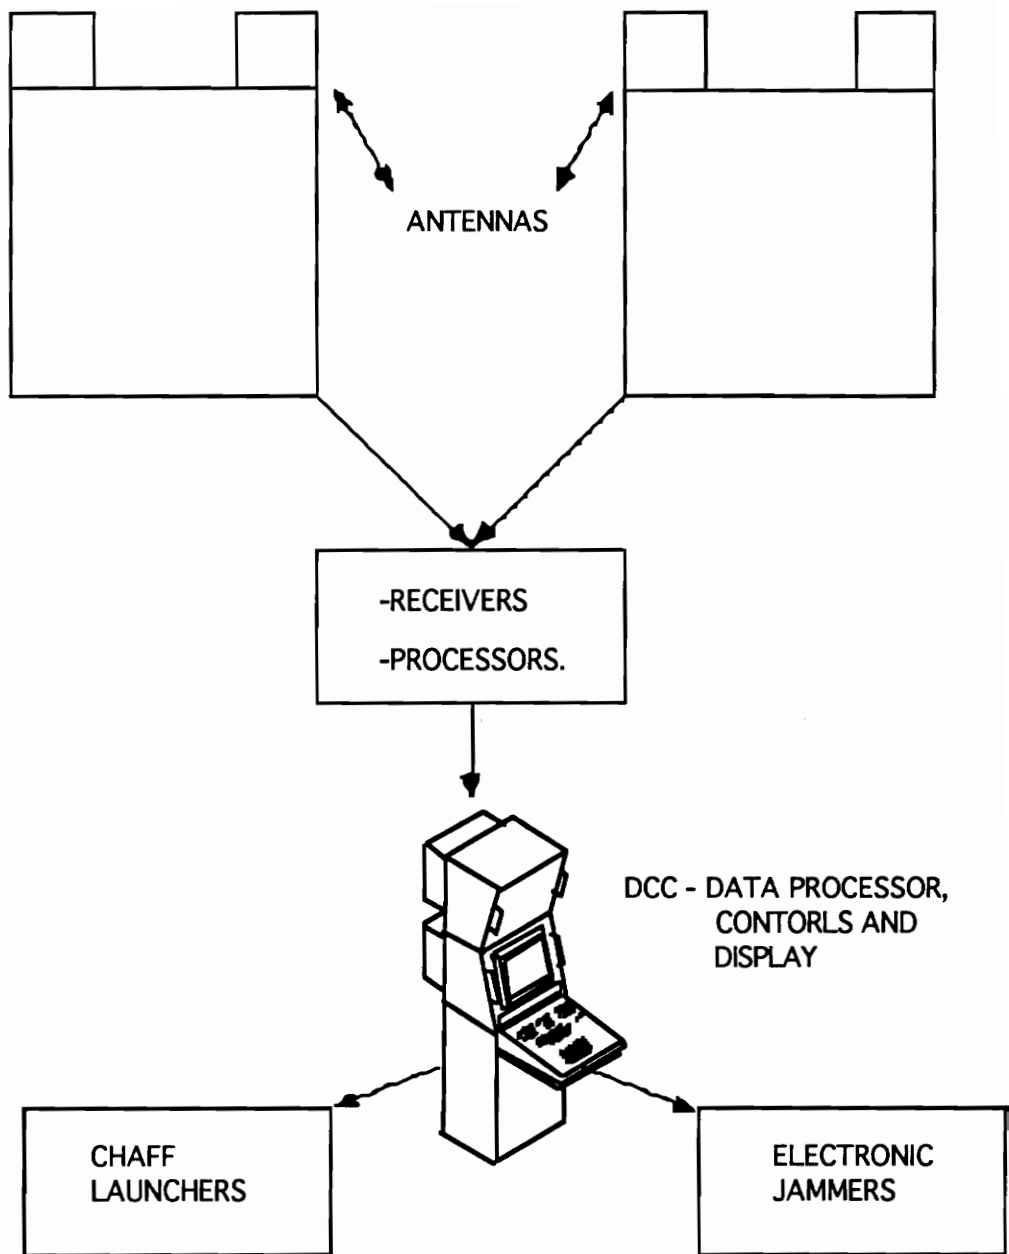 ANTENNAS
-RECEIVERS
-PROCESSORS.
DCC - DATA PROCESSOR,
CONTORLS AND
DISPLAY
CHAFF
LAUNCHERS
ELECTRONIC
JAMMERS